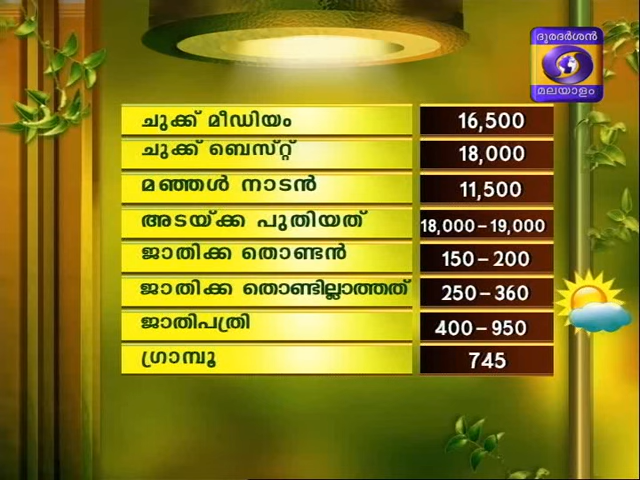 ദൂരദർശൻ
മലയാളം
ചുക്ക് മീഡിയം 16,500
ചുക്ക് ബെസ്റ്റ് 18,000
മഞ്ഞൾ നാടൻ 11,500
അടയ്ക്ക പുതിയത് 18,000–19,000
ജാതിക്ക തൊണ്ടൻ 150–200
ജാതിക്ക തൊണ്ടില്ലാത്തത് 250–360
ജാതിപത്രി 400–950
ഗ്രാമ്പൂ 745